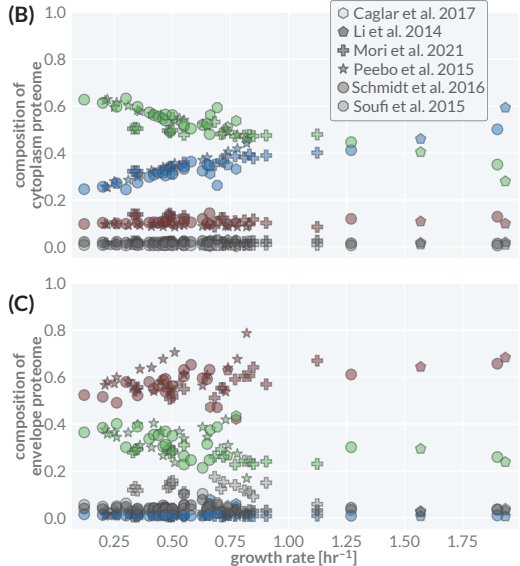 (B)
1.0
0.8
0.6
0.4
0.2
0.0
composition of
cytoplasm proteome
Caglar et al. 2017
Li et al. 2014
Mori et al. 2021
Peebo et al. 2015
Schmidt et al. 2016
Soufi et al. 2015
(C)
1.0
0.8
0.6
0.4
0.2
0.0
composition of
envelope proteome
0.25 0.50 0.75 1.00 1.25 1.50 1.75
growth rate [hr⁻¹]